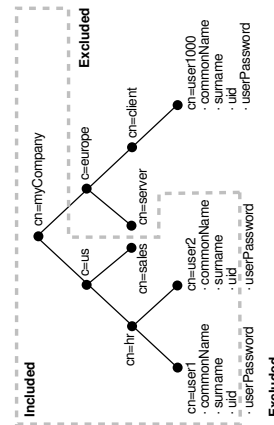 Included
cn=myCompany
Excluded
c=us
c=europe
cn=hr
cn=sales
cn=server
cn=client
cn=user1
· commonName
· surname
· uid
· userPassword
cn=user2
· commonName
· surname
· uid
· userPassword
cn=user1000
· commonName
· surname
· uid
· userPassword
Excluded